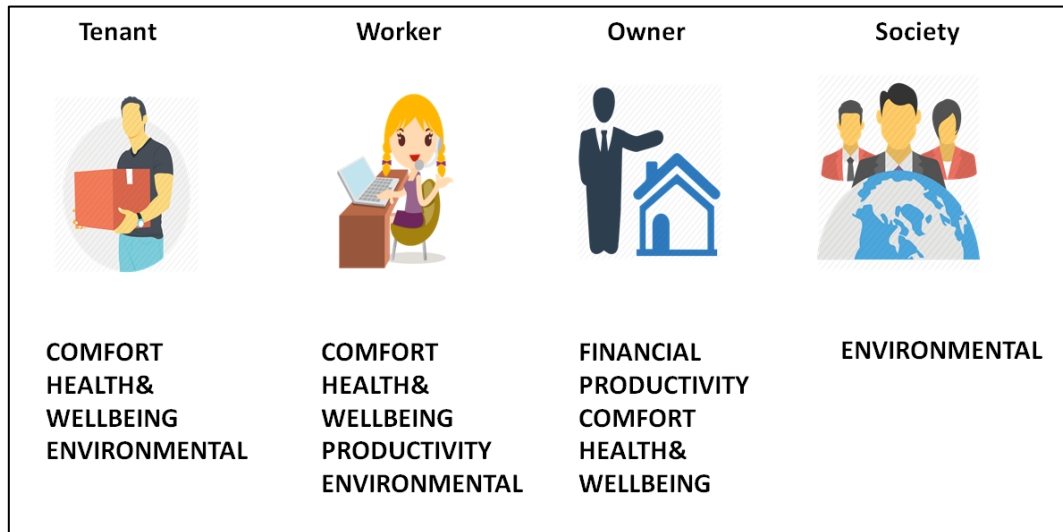 Tenant
Worker
Owner
Society
COMFORT
HEALTH&
WELLBEING
ENVIRONMENTAL
COMFORT
HEALTH&
WELLBEING
PRODUCTIVITY
ENVIRONMENTAL
FINANCIAL
PRODUCTIVITY
COMFORT
HEALTH&
WELLBEING
ENVIRONMENTAL